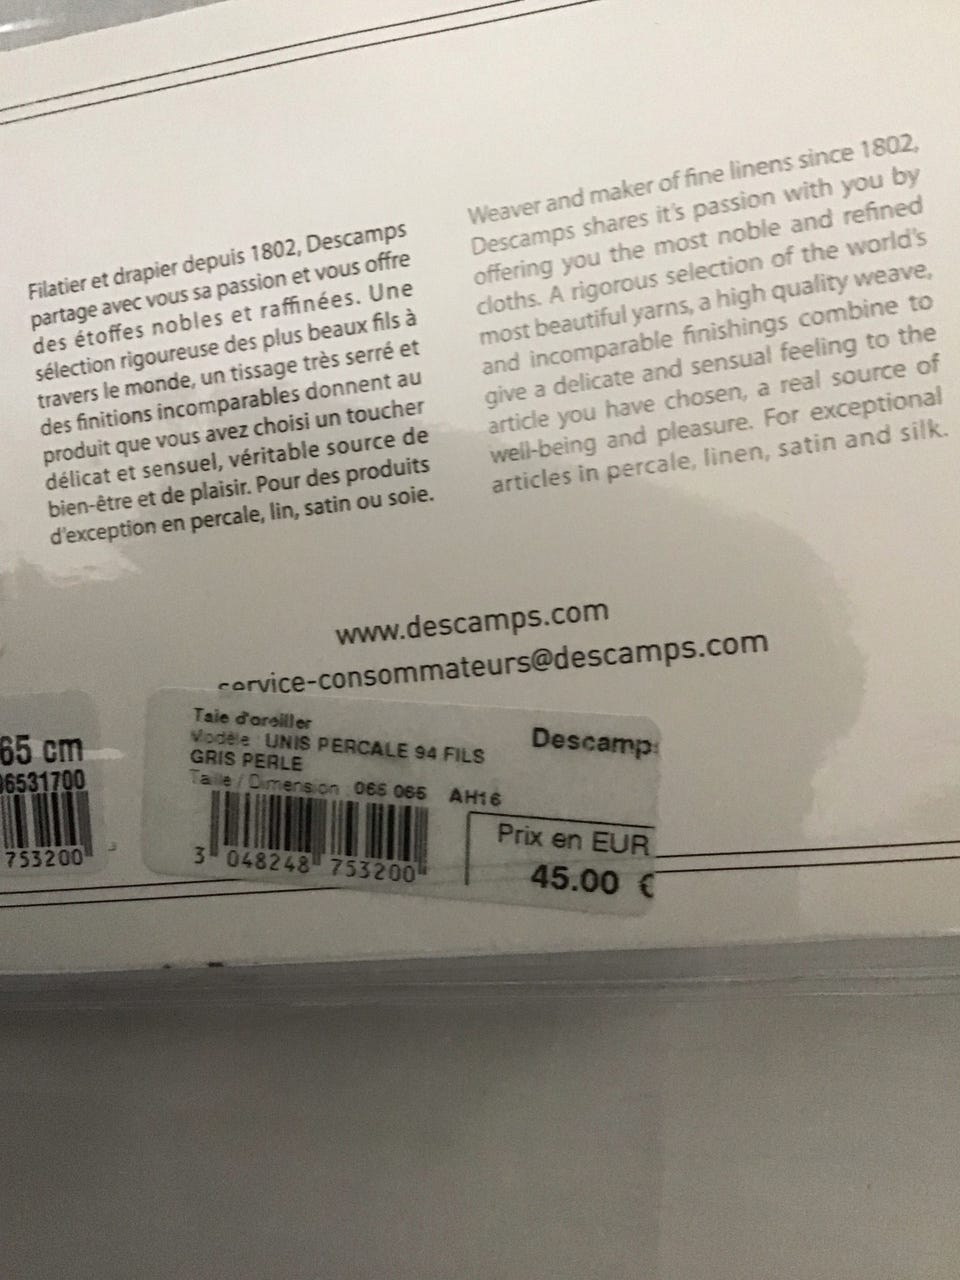 Filatier et drapier depuis 1802, Descamps
partage avec vous sa passion et vous offre
des étoffes nobles et raffinées. Une
sélection rigoureuse des plus beaux fils à
travers le monde, un tissage très serré et
des finitions incomparables donnent au
produit que vous avez choisi un toucher
délicat et sensuel, véritable source de
bien-être et de plaisir. Pour des produits
d'exception en percale, lin, satin ou soie.
Weaver and maker of fine linens since 1802,
Descamps shares it's passion with you by
offering you the most noble and refined
cloths. A rigorous selection of the world's
most beautiful yarns, a high quality weave,
and incomparable finishings combine to
give a delicate and sensual feeling to the
article you have chosen, a real source of
well-being and pleasure. For exceptional
articles in percale, linen, satin and silk.
www.descamps.com
service-consommateurs@descamps.com
65 cm
6531700
753200
Taie d'oreiller
Modèle : UNIS PERCALE 94 FILS
GRIS PERLE
Taille / Dimension : 065 065 AH16
3 048248 753200
Descamps
Prix en EUR
45.00 €